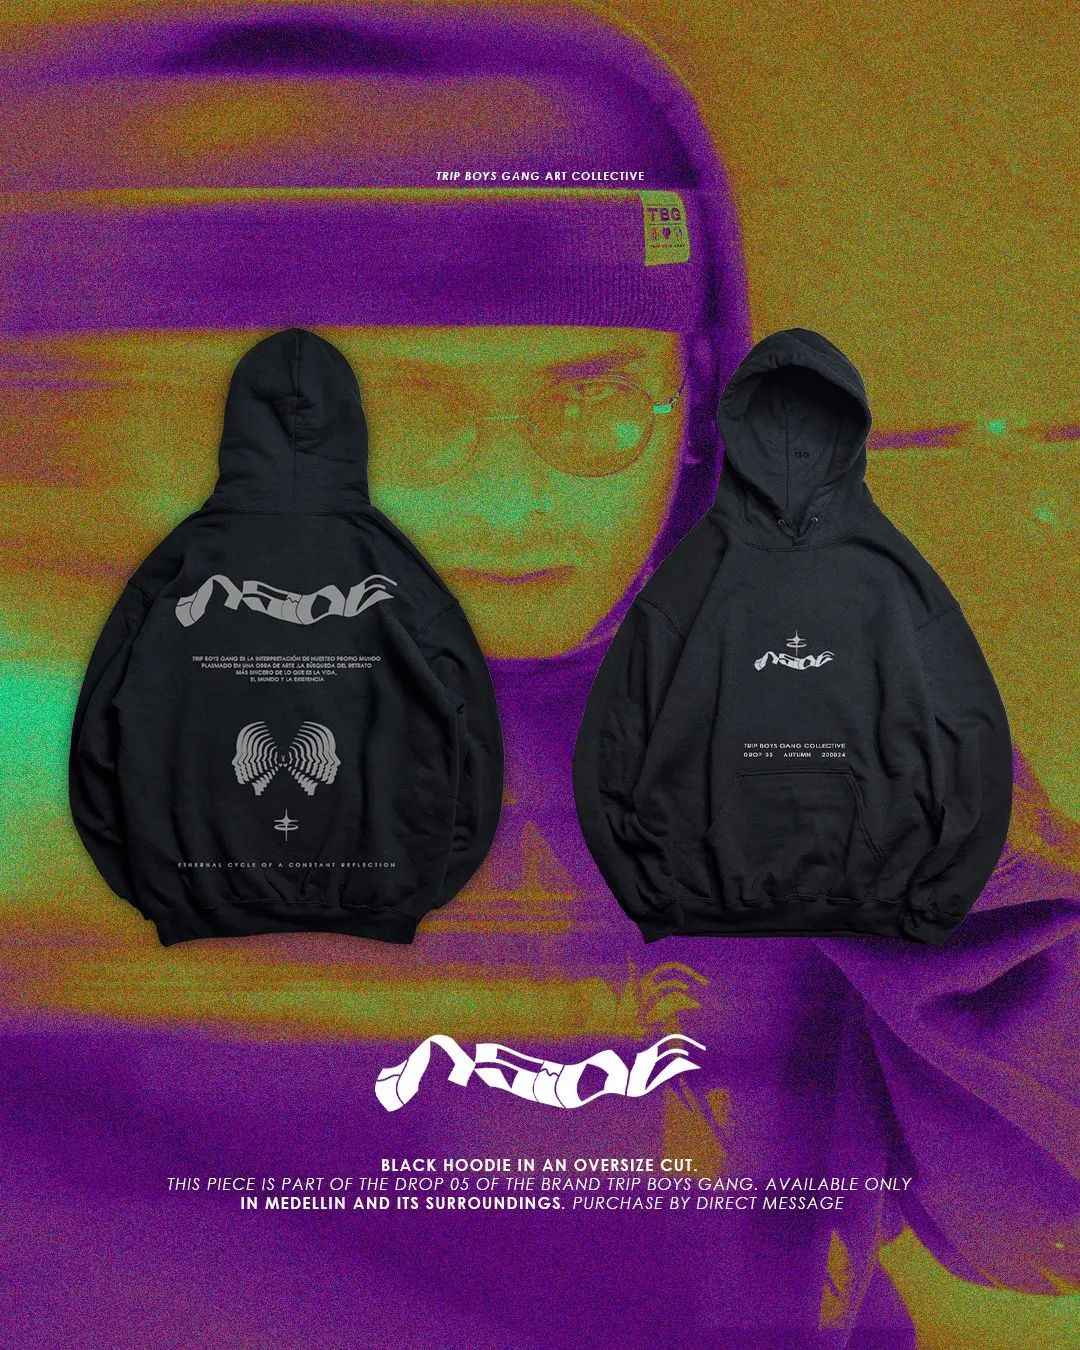 TRIP BOYS GANG ART COLLECTIVE
TBG
TBG
INSIDE
TRIP BOYS GANG ES LA INTERPRETACIÓN DE NUESTRO PROPIO MUNDO
PLASMADO EN UNA OBRA DE ARTE .LA BÚSQUEDA DEL RETRATO
MÁS SINCERO DE LO QUE ES LA VIDA,
EL MUNDO Y LA EXISTENCIA
ETHERNAL CYCLE OF A CONSTANT REFLECTION
INSIDE
TRIP BOYS GANG COLLECTIVE
DROP 05 AUTUMN 230024
INSIDE
BLACK HOODIE IN AN OVERSIZE CUT.
THIS PIECE IS PART OF THE DROP 05 OF THE BRAND TRIP BOYS GANG. AVAILABLE ONLY
IN MEDELLIN AND ITS SURROUNDINGS. PURCHASE BY DIRECT MESSAGE